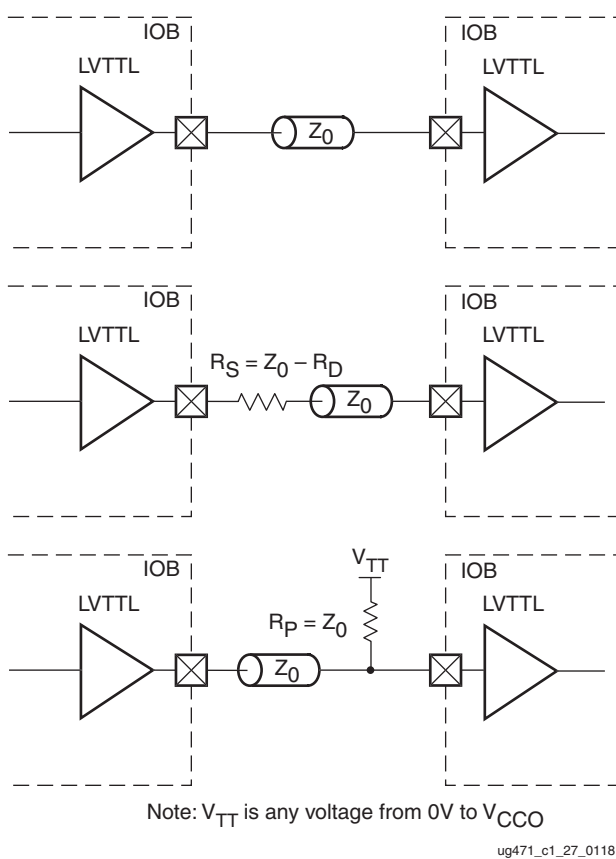 IOB
IOB
LVTTL
LVTTL
Z0
IOB
IOB
LVTTL
LVTTL
RS = Z0 – RD
Z0
IOB
VTT
IOB
LVTTL
LVTTL
RP = Z0
Z0
Note: VTT is any voltage from 0V to VCCO
ug471_c1_27_0118